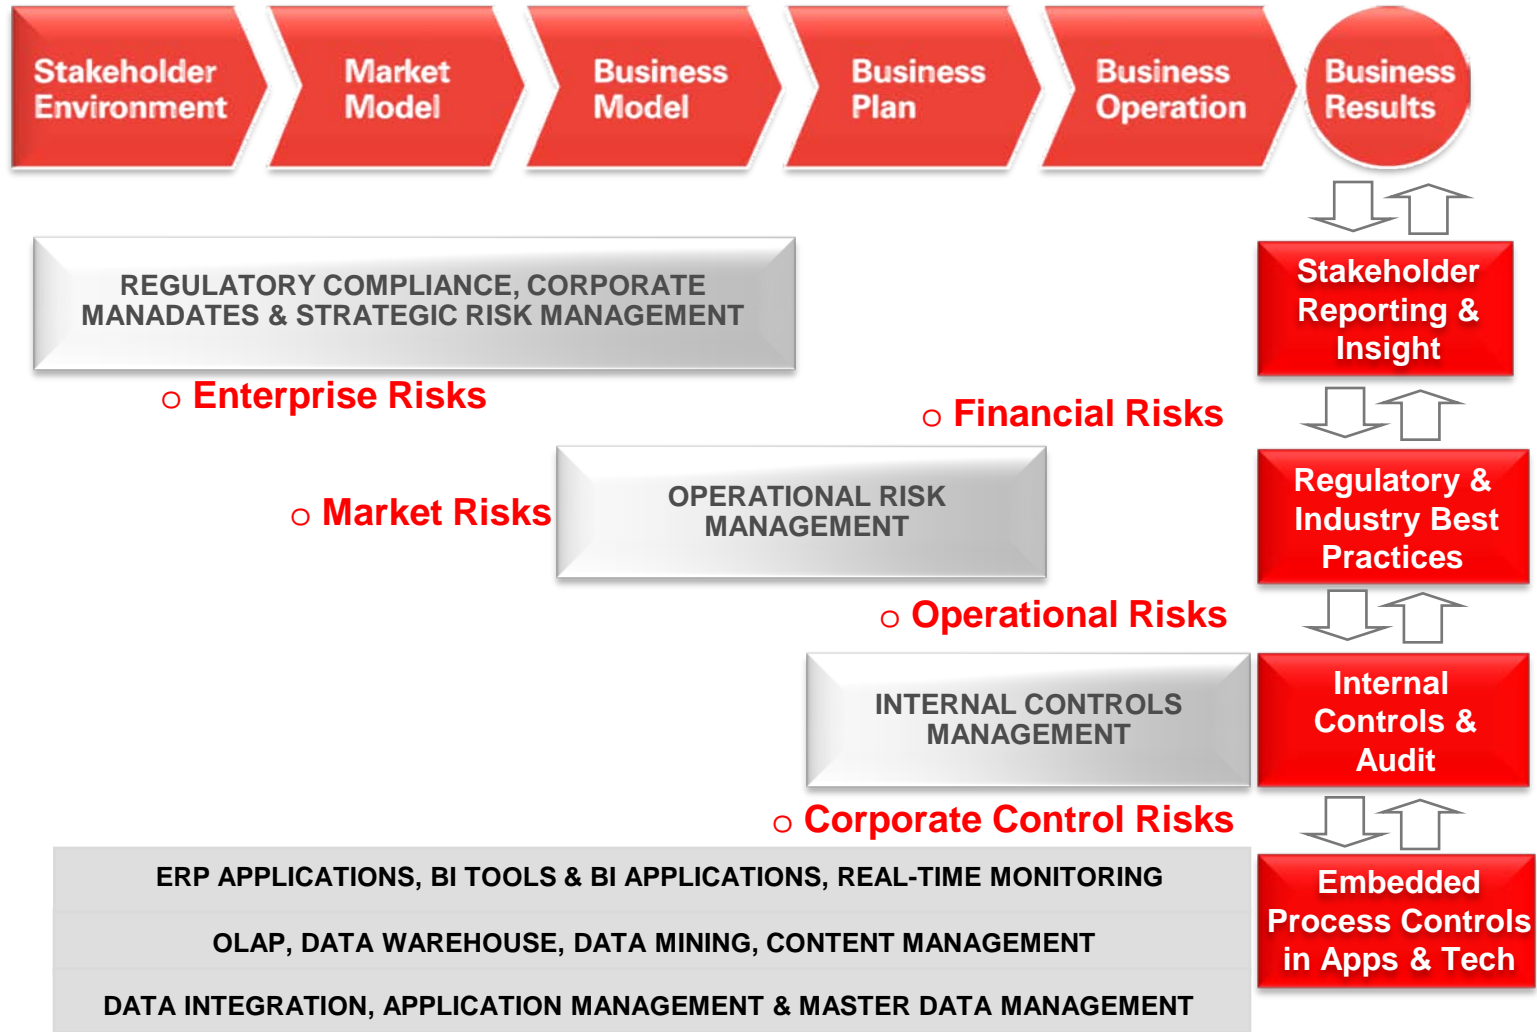 Stakeholder
Environment
Market
Model
Business
Model
Business
Plan
Business
Operation
Business
Results
REGULATORY COMPLIANCE, CORPORATE
MANADATES & STRATEGIC RISK MANAGEMENT
Stakeholder
Reporting &
Insight
o Enterprise Risks
o Financial Risks
o Market Risks
OPERATIONAL RISK
MANAGEMENT
Regulatory &
Industry Best
Practices
o Operational Risks
INTERNAL CONTROLS
MANAGEMENT
Internal
Controls &
Audit
o Corporate Control Risks
ERP APPLICATIONS, BI TOOLS & BI APPLICATIONS, REAL-TIME MONITORING
OLAP, DATA WAREHOUSE, DATA MINING, CONTENT MANAGEMENT
DATA INTEGRATION, APPLICATION MANAGEMENT & MASTER DATA MANAGEMENT
Embedded
Process Controls
in Apps & Tech